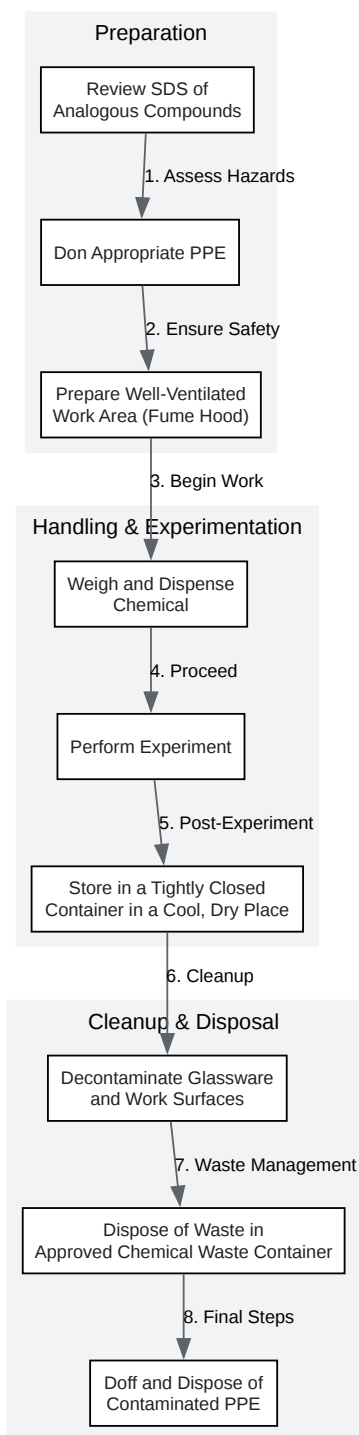 Preparation
Review SDS of
Analogous Compounds
1. Assess Hazards
Don Appropriate PPE
2. Ensure Safety
Prepare Well-Ventilated
Work Area (Fume Hood)
3. Begin Work
Handling & Experimentation
Weigh and Dispense
Chemical
4. Proceed
Perform Experiment
5. Post-Experiment
Store in a Tightly Closed
Container in a Cool, Dry Place
6. Cleanup
Cleanup & Disposal
Decontaminate Glassware
and Work Surfaces
7. Waste Management
Dispose of Waste in
Approved Chemical Waste Container
8. Final Steps
Doff and Dispose of
Contaminated PPE